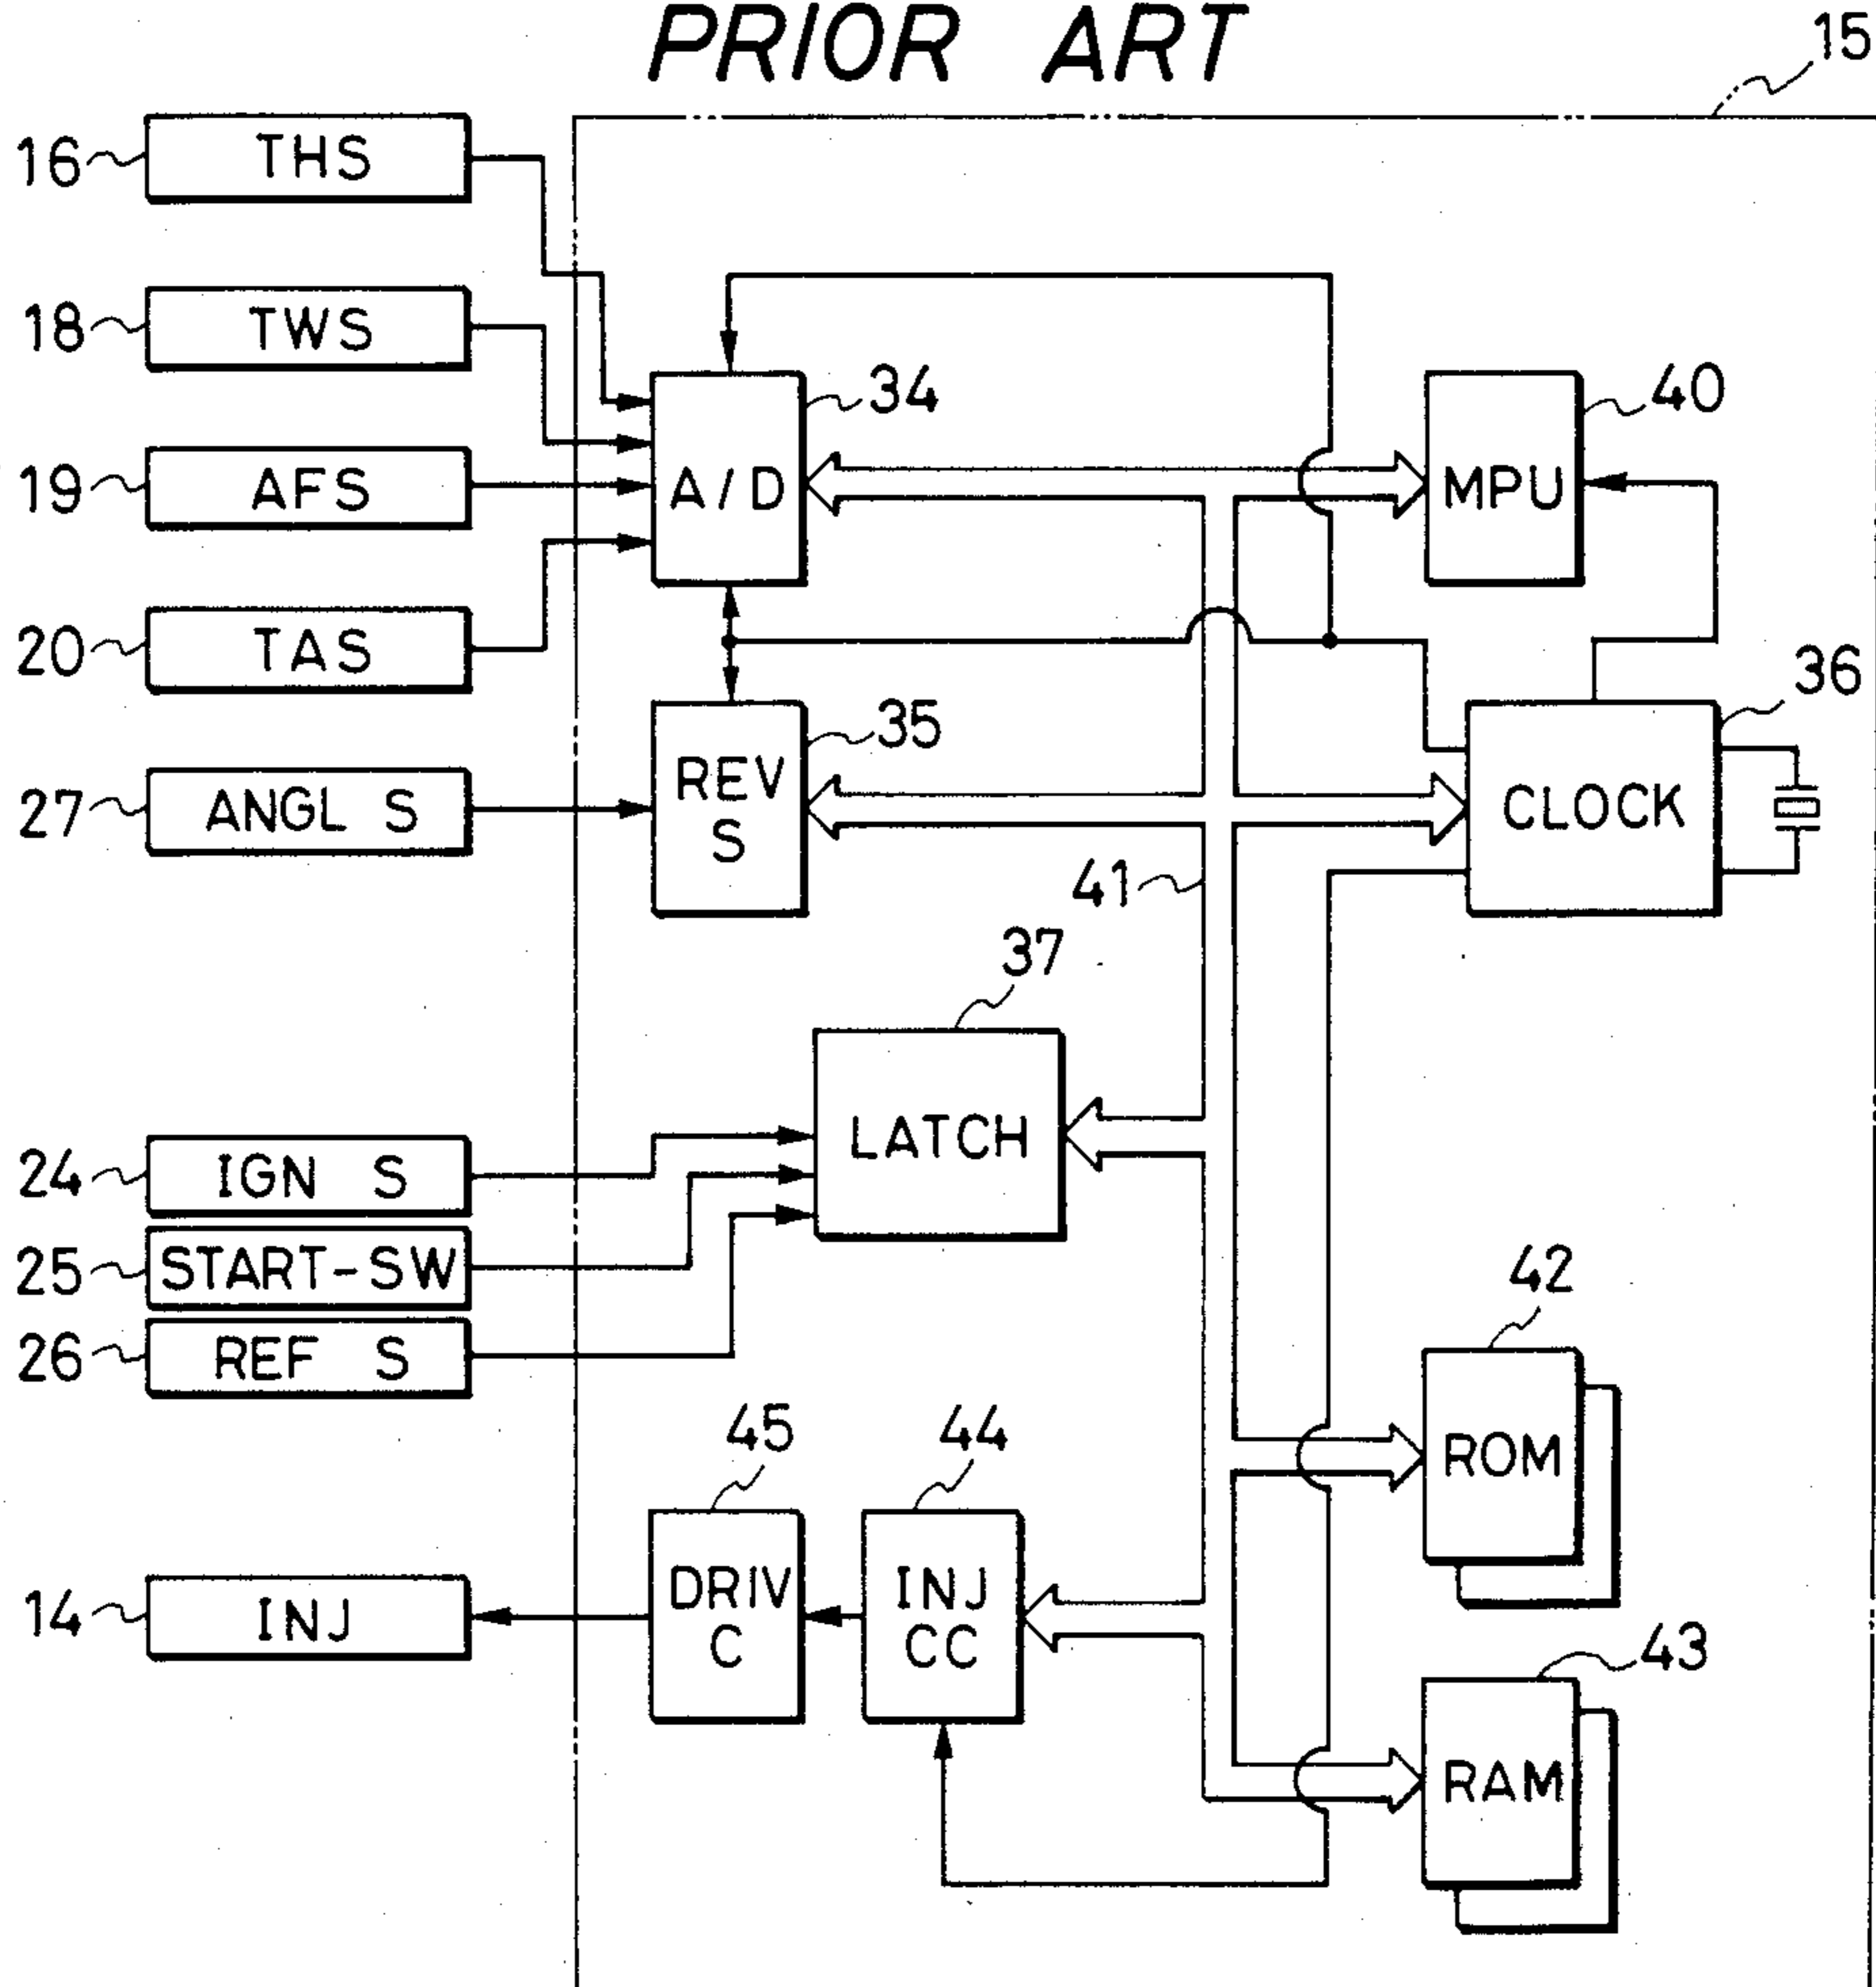 PRIOR ART
15
16 THS
18 TWS
34
40
19 AFS
A/D
MPU
20 TAS
36
35
27 ANGL S
REV
S
CLOCK
41
37
LATCH
24 IGN S
25 START-SW
42
26 REF S
45
44
ROM
14 INJ
DRIV
C
INJ
CC
43
RAM